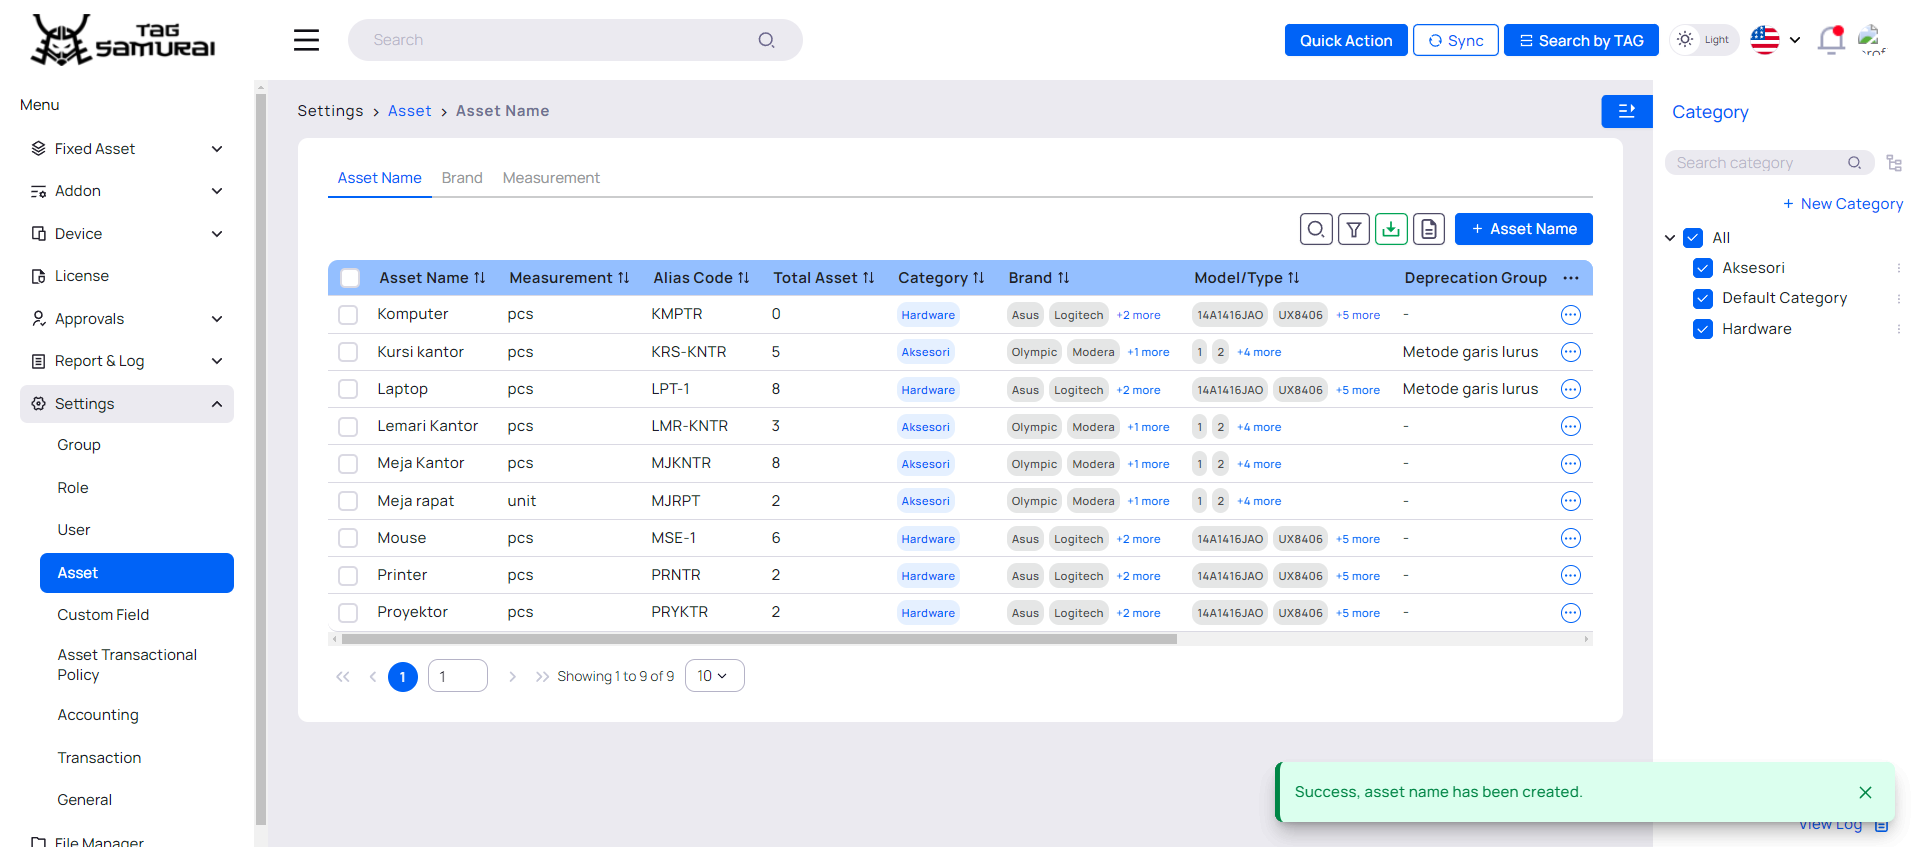 TAG
SAMURAI
Search
Quick Action
Sync
Search by TAG
Light
prof
Menu
Fixed Asset
Addon
Device
License
Approvals
Report & Log
Settings
Group
Role
User
Asset
Custom Field
Asset Transactional
Policy
Accounting
Transaction
General
File Manager
Settings > Asset > Asset Name
Asset Name Brand Measurement
+ Asset Name
Asset Name Measurement Alias Code Total Asset Category Brand Model/Type Deprecation Group ...
Komputer pcs KMPTR 0 Hardware Asus Logitech +2 more 14A1416JAO UX8406 +5 more -
Kursi kantor pcs KRS-KNTR 5 Aksesori Olympic Modera +1 more 1 2 +4 more Metode garis lurus
Laptop pcs LPT-1 8 Hardware Asus Logitech +2 more 14A1416JAO UX8406 +5 more Metode garis lurus
Lemari Kantor pcs LMR-KNTR 3 Aksesori Olympic Modera +1 more 1 2 +4 more -
Meja Kantor pcs MJKNTR 8 Aksesori Olympic Modera +1 more 1 2 +4 more -
Meja rapat unit MJRPT 2 Aksesori Olympic Modera +1 more 1 2 +4 more -
Mouse pcs MSE-1 6 Hardware Asus Logitech +2 more 14A1416JAO UX8406 +5 more -
Printer pcs PRNTR 2 Hardware Asus Logitech +2 more 14A1416JAO UX8406 +5 more -
Proyektor pcs PRYKTR 2 Hardware Asus Logitech +2 more 14A1416JAO UX8406 +5 more -
<< < 1 1 > >> Showing 1 to 9 of 9 10
Category
Search category
+ New Category
All
Aksesori
Default Category
Hardware
Success, asset name has been created.
View Log